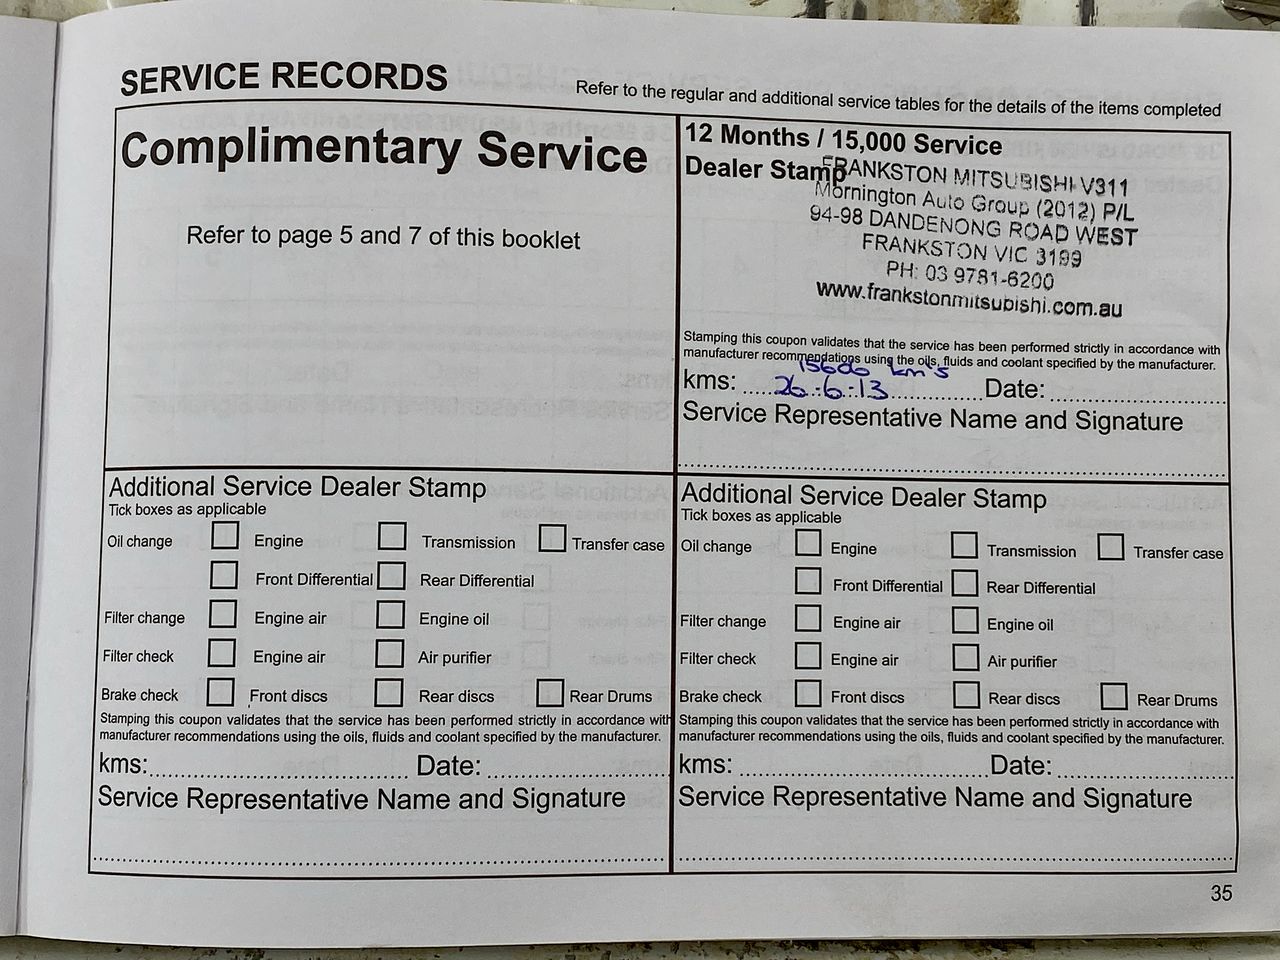 SERVICE RECORDS
Refer to the regular and additional service tables for the details of the items completed
Complimentary Service
Refer to page 5 and 7 of this booklet
12 Months / 15,000 Service
Dealer Stamp
FRANKSTON MITSUBISHI V311
Mornington Auto Group (2012) P/L
94-98 DANDENONG ROAD WEST
FRANKSTON VIC 3199
PH: 03 9781-6200
www.frankstonmitsubishi.com.au
Stamping this coupon validates that the service has been performed strictly in accordance with
manufacturer recommendations using the oils, fluids and coolant specified by the manufacturer.
15606 km's
kms: 26.6.13 Date:
Service Representative Name and Signature
Additional Service Dealer Stamp
Tick boxes as applicable
Oil change Engine Transmission Transfer case
Front Differential Rear Differential
Filter change Engine air Engine oil
Filter check Engine air Air purifier
Brake check Front discs Rear discs Rear Drums
Stamping this coupon validates that the service has been performed strictly in accordance with
manufacturer recommendations using the oils, fluids and coolant specified by the manufacturer.
kms: Date:
Service Representative Name and Signature
Additional Service Dealer Stamp
Tick boxes as applicable
Oil change Engine Transmission Transfer case
Front Differential Rear Differential
Filter change Engine air Engine oil
Filter check Engine air Air purifier
Brake check Front discs Rear discs Rear Drums
Stamping this coupon validates that the service has been performed strictly in accordance with
manufacturer recommendations using the oils, fluids and coolant specified by the manufacturer.
kms: Date:
Service Representative Name and Signature
35